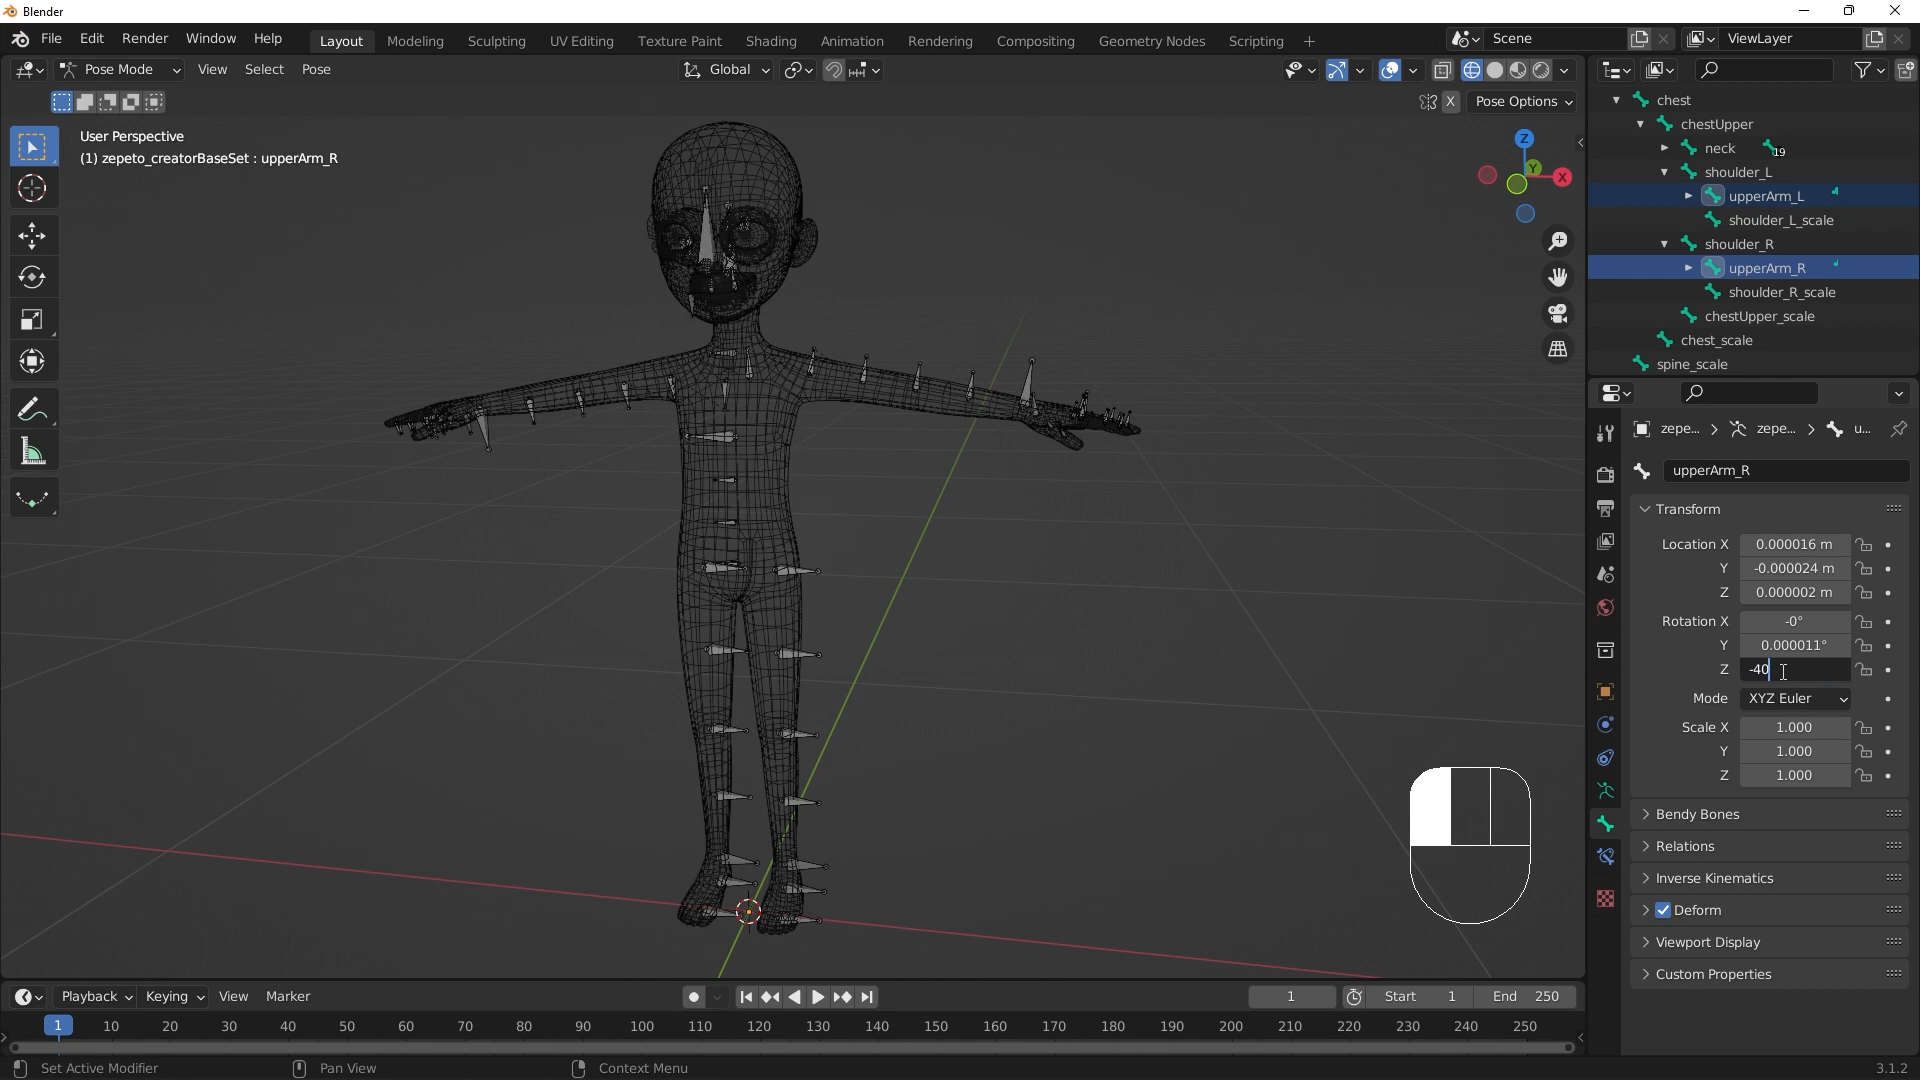 Blender
File Edit Render Window Help Layout Modeling Sculpting UV Editing Texture Paint Shading Animation Rendering Compositing Geometry Nodes Scripting + Scene ViewLayer
Pose Mode View Select Pose Global
X Pose Options
User Perspective
(1) zepeto_creatorBaseSet : upperArm_R
Z
Y
X
chest
chestUpper
neck 19
shoulder_L
upperArm_L
shoulder_L_scale
shoulder_R
upperArm_R
shoulder_R_scale
chestUpper_scale
chest_scale
spine_scale
zepe... zepe... u...
upperArm_R
Transform
Location X 0.000016 m
Y -0.000024 m
Z 0.000002 m
Rotation X -0°
Y 0.000011°
Z -40
Mode XYZ Euler
Scale X 1.000
Y 1.000
Z 1.000
Bendy Bones
Relations
Inverse Kinematics
Deform
Viewport Display
Custom Properties
Playback Keying View Marker 1 Start 1 End 250
1 10 20 30 40 50 60 70 80 90 100 110 120 130 140 150 160 170 180 190 200 210 220 230 240 250
Set Active Modifier Pan View Context Menu 3.1.2